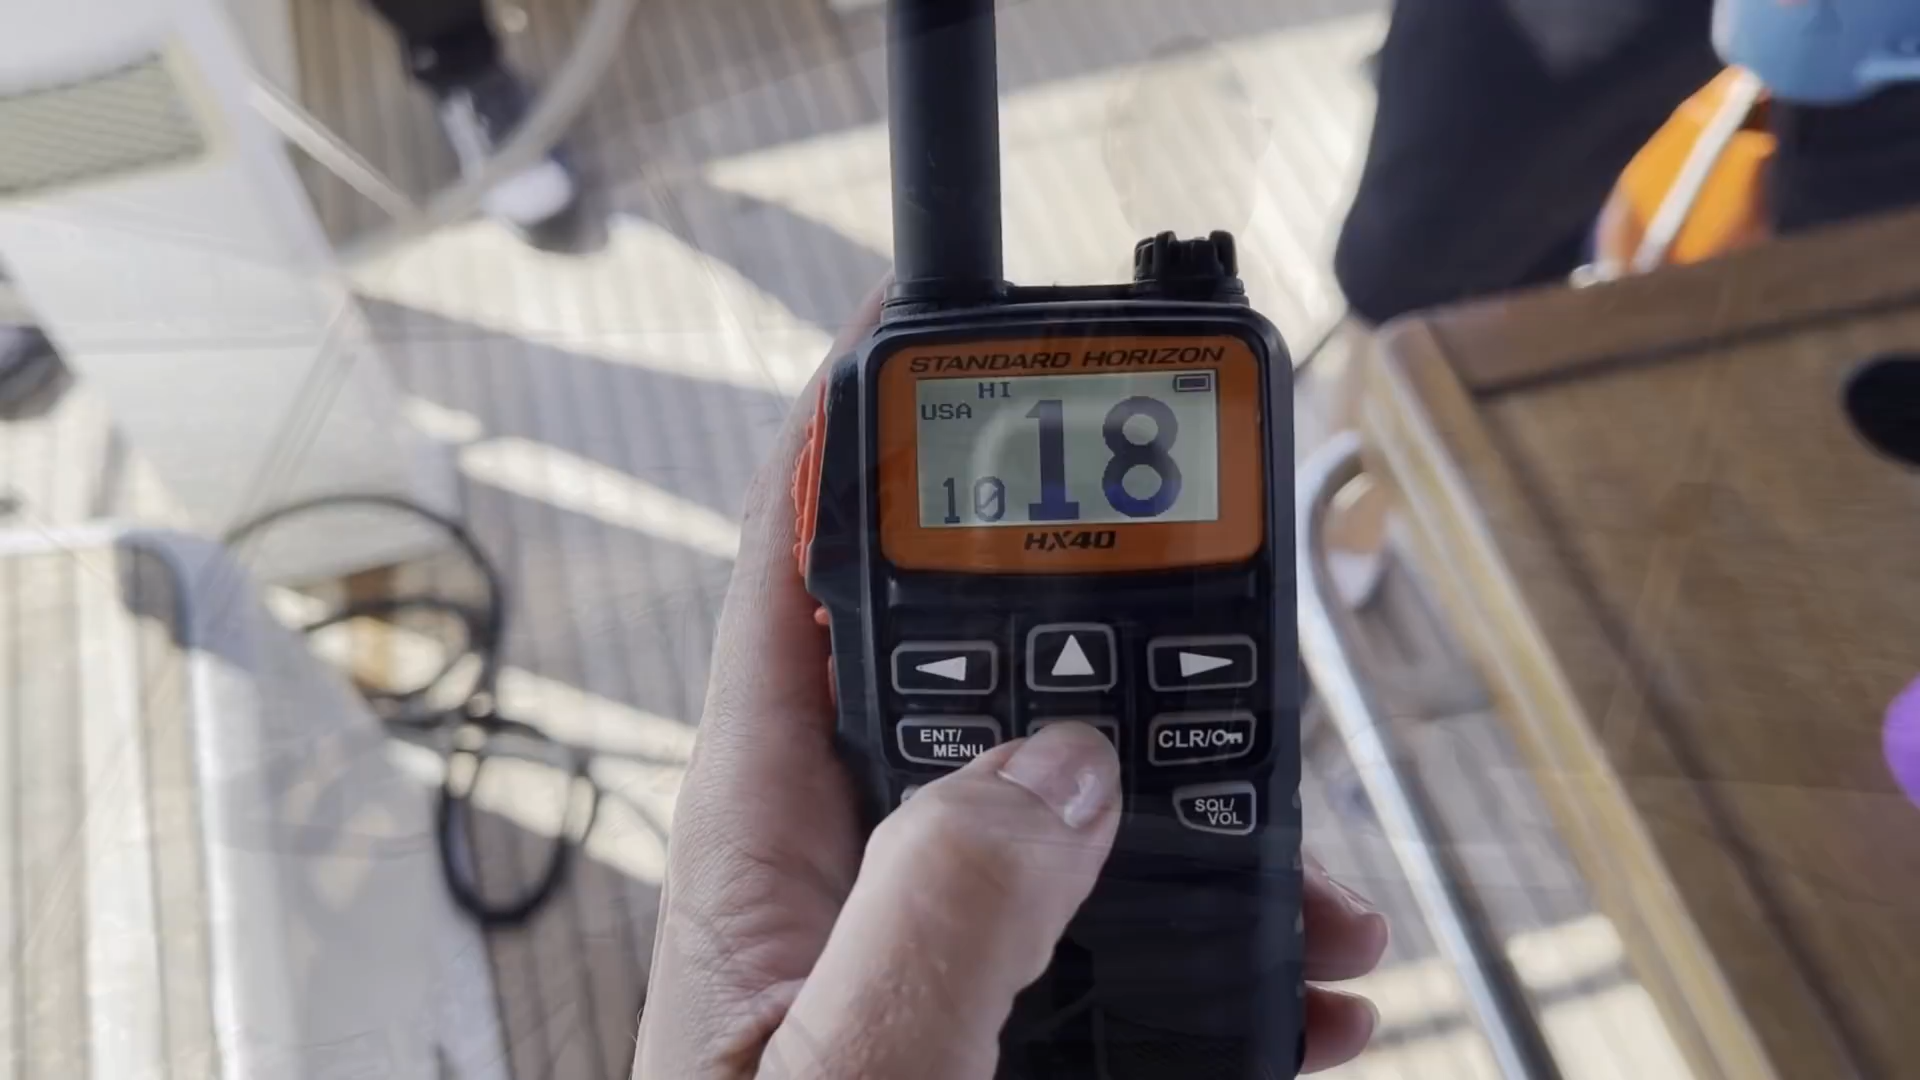 STANDARD HORIZON
HI
USA
18
10
HX40
ENT/
MENU
CLR/
SQL/
VOL